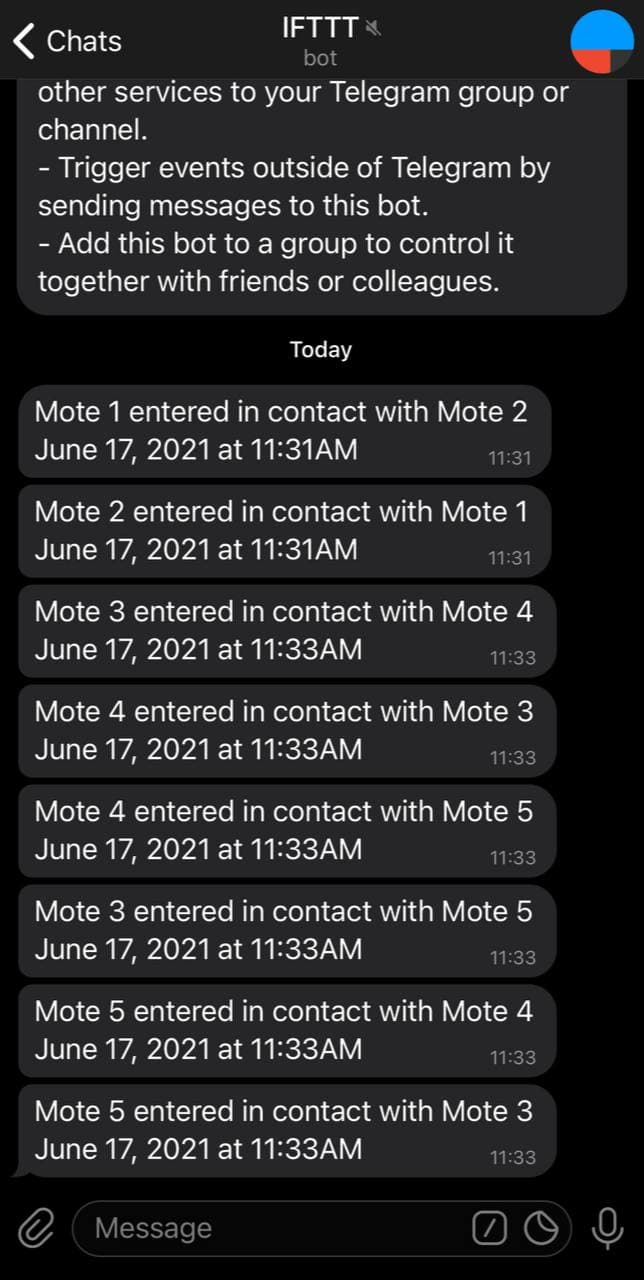 Chats
IFTTT
bot
other services to your Telegram group or
channel.
- Trigger events outside of Telegram by
sending messages to this bot.
- Add this bot to a group to control it
together with friends or colleagues.
Today
Mote 1 entered in contact with Mote 2
June 17, 2021 at 11:31AM
11:31
Mote 2 entered in contact with Mote 1
June 17, 2021 at 11:31AM
11:31
Mote 3 entered in contact with Mote 4
June 17, 2021 at 11:33AM
11:33
Mote 4 entered in contact with Mote 3
June 17, 2021 at 11:33AM
11:33
Mote 4 entered in contact with Mote 5
June 17, 2021 at 11:33AM
11:33
Mote 3 entered in contact with Mote 5
June 17, 2021 at 11:33AM
11:33
Mote 5 entered in contact with Mote 4
June 17, 2021 at 11:33AM
11:33
Mote 5 entered in contact with Mote 3
June 17, 2021 at 11:33AM
11:33
Message